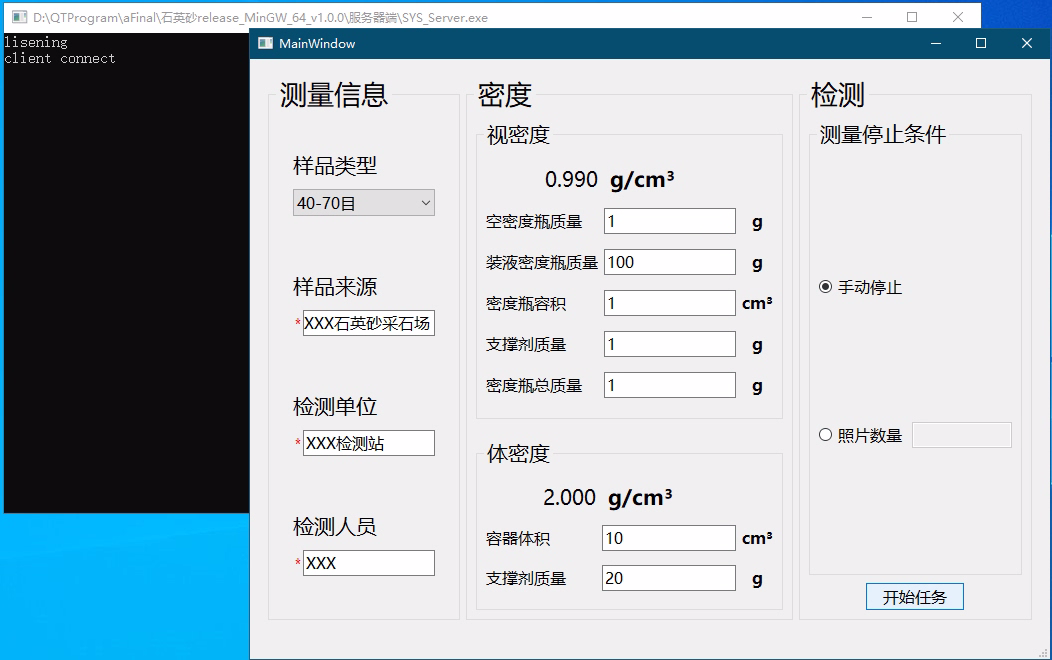 D:\QTProgram\aFinal\石英砂release_MinGW_64_v1.0.0\服务器端\SYS_Server.exe
lisening
client connect
MainWindow
测量信息
样品类型
40-70目
样品来源
*XXX石英砂采石场
检测单位
*XXX检测站
检测人员
*XXX
密度
视密度
0.990 g/cm³
空密度瓶质量 1 g
装液密度瓶质量 100 g
密度瓶容积 1 cm³
支撑剂质量 1 g
密度瓶总质量 1 g
体密度
2.000 g/cm³
容器体积 10 cm³
支撑剂质量 20 g
检测
测量停止条件
手动停止
照片数量
开始任务